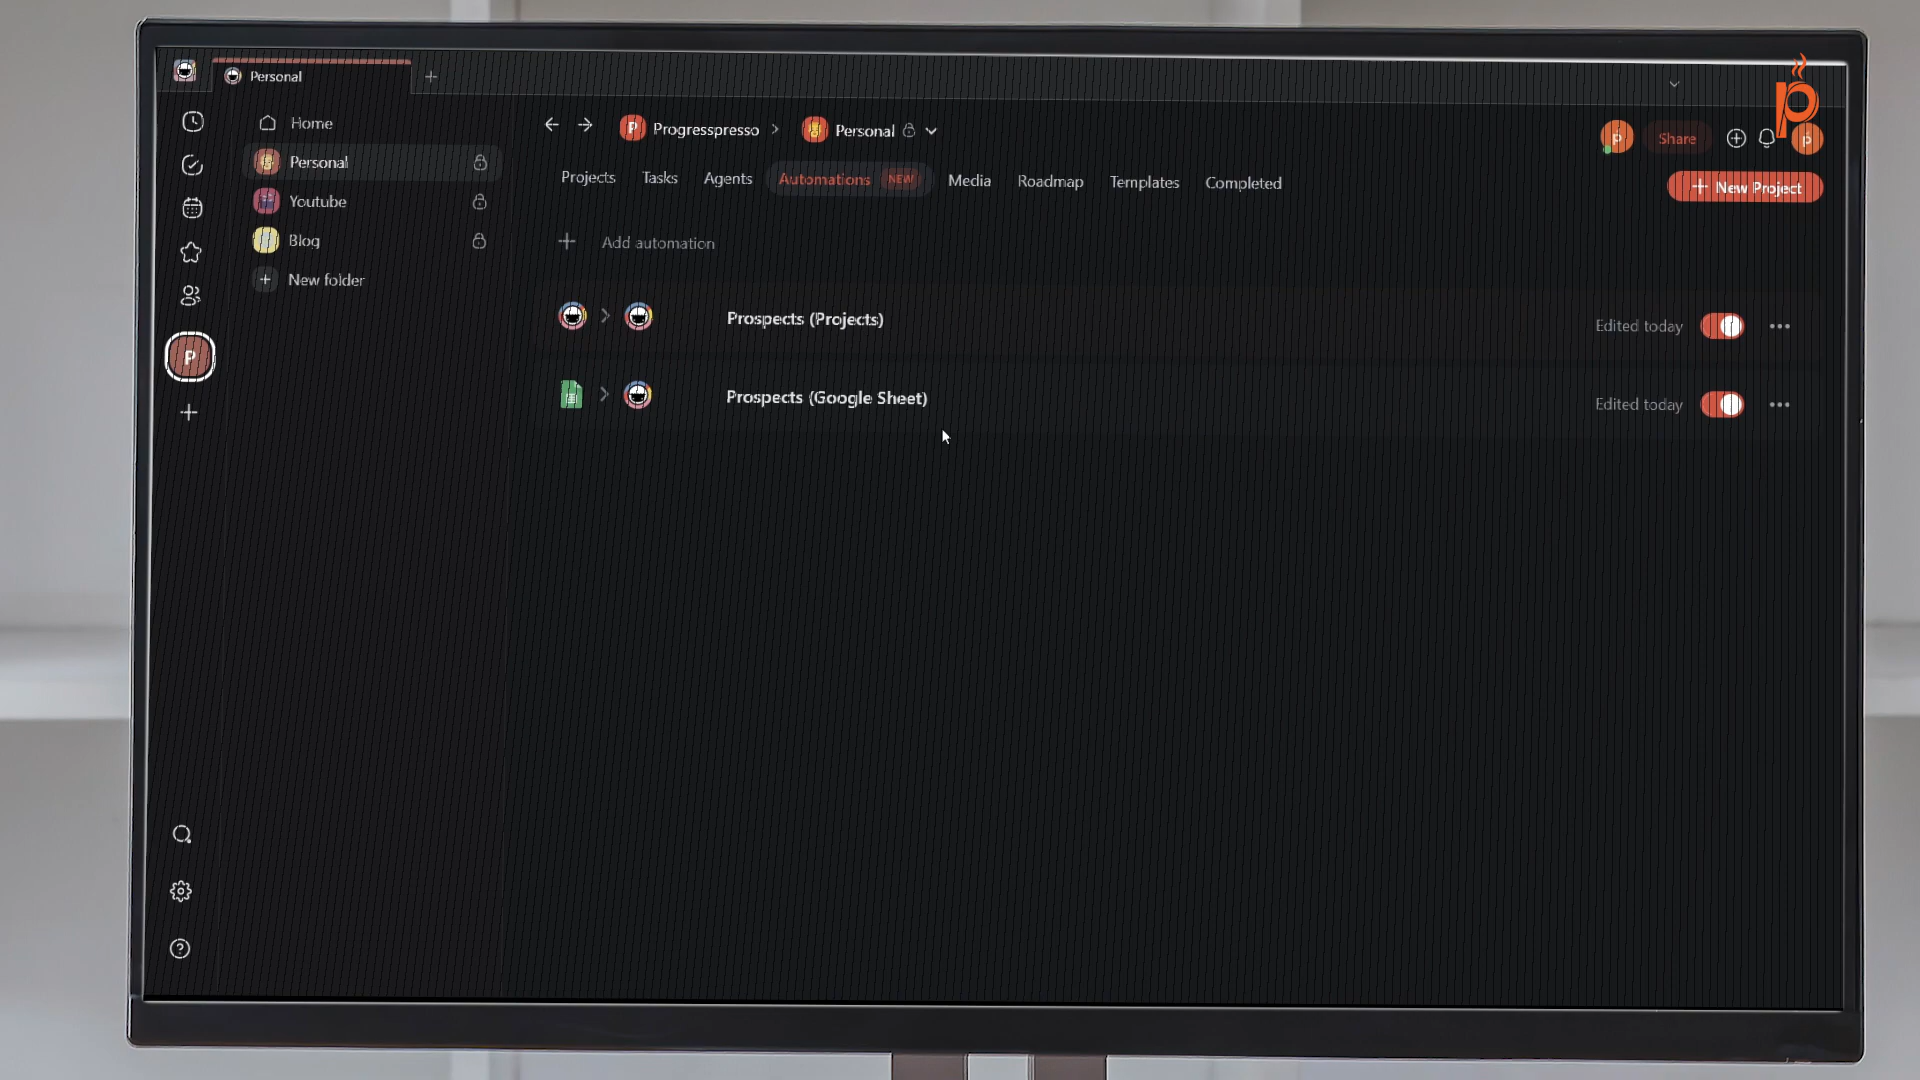 Personal
Home
Personal
Youtube
Blog
New folder
P
Progresspresso
Personal
Share
Projects
Tasks
Agents
Automations NEW
Media
Roadmap
Templates
Completed
New Project
Add automation
Prospects (Projects)
Edited today
Prospects (Google Sheet)
Edited today